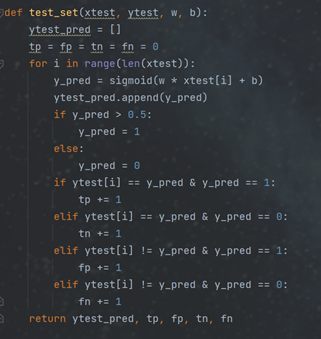 def test_set(xtest, ytest, w, b):
    ytest_pred = []
    tp = fp = tn = fn = 0
    for i in range(len(xtest)):
        y_pred = sigmoid(w * xtest[i] + b)
        ytest_pred.append(y_pred)
        if y_pred > 0.5:
            y_pred = 1
        else:
            y_pred = 0
        if ytest[i] == y_pred & y_pred == 1:
            tp += 1
        elif ytest[i] == y_pred & y_pred == 0:
            tn += 1
        elif ytest[i] != y_pred & y_pred == 1:
            fp += 1
        elif ytest[i] != y_pred & y_pred == 0:
            fn += 1
    return ytest_pred, tp, fp, tn, fn